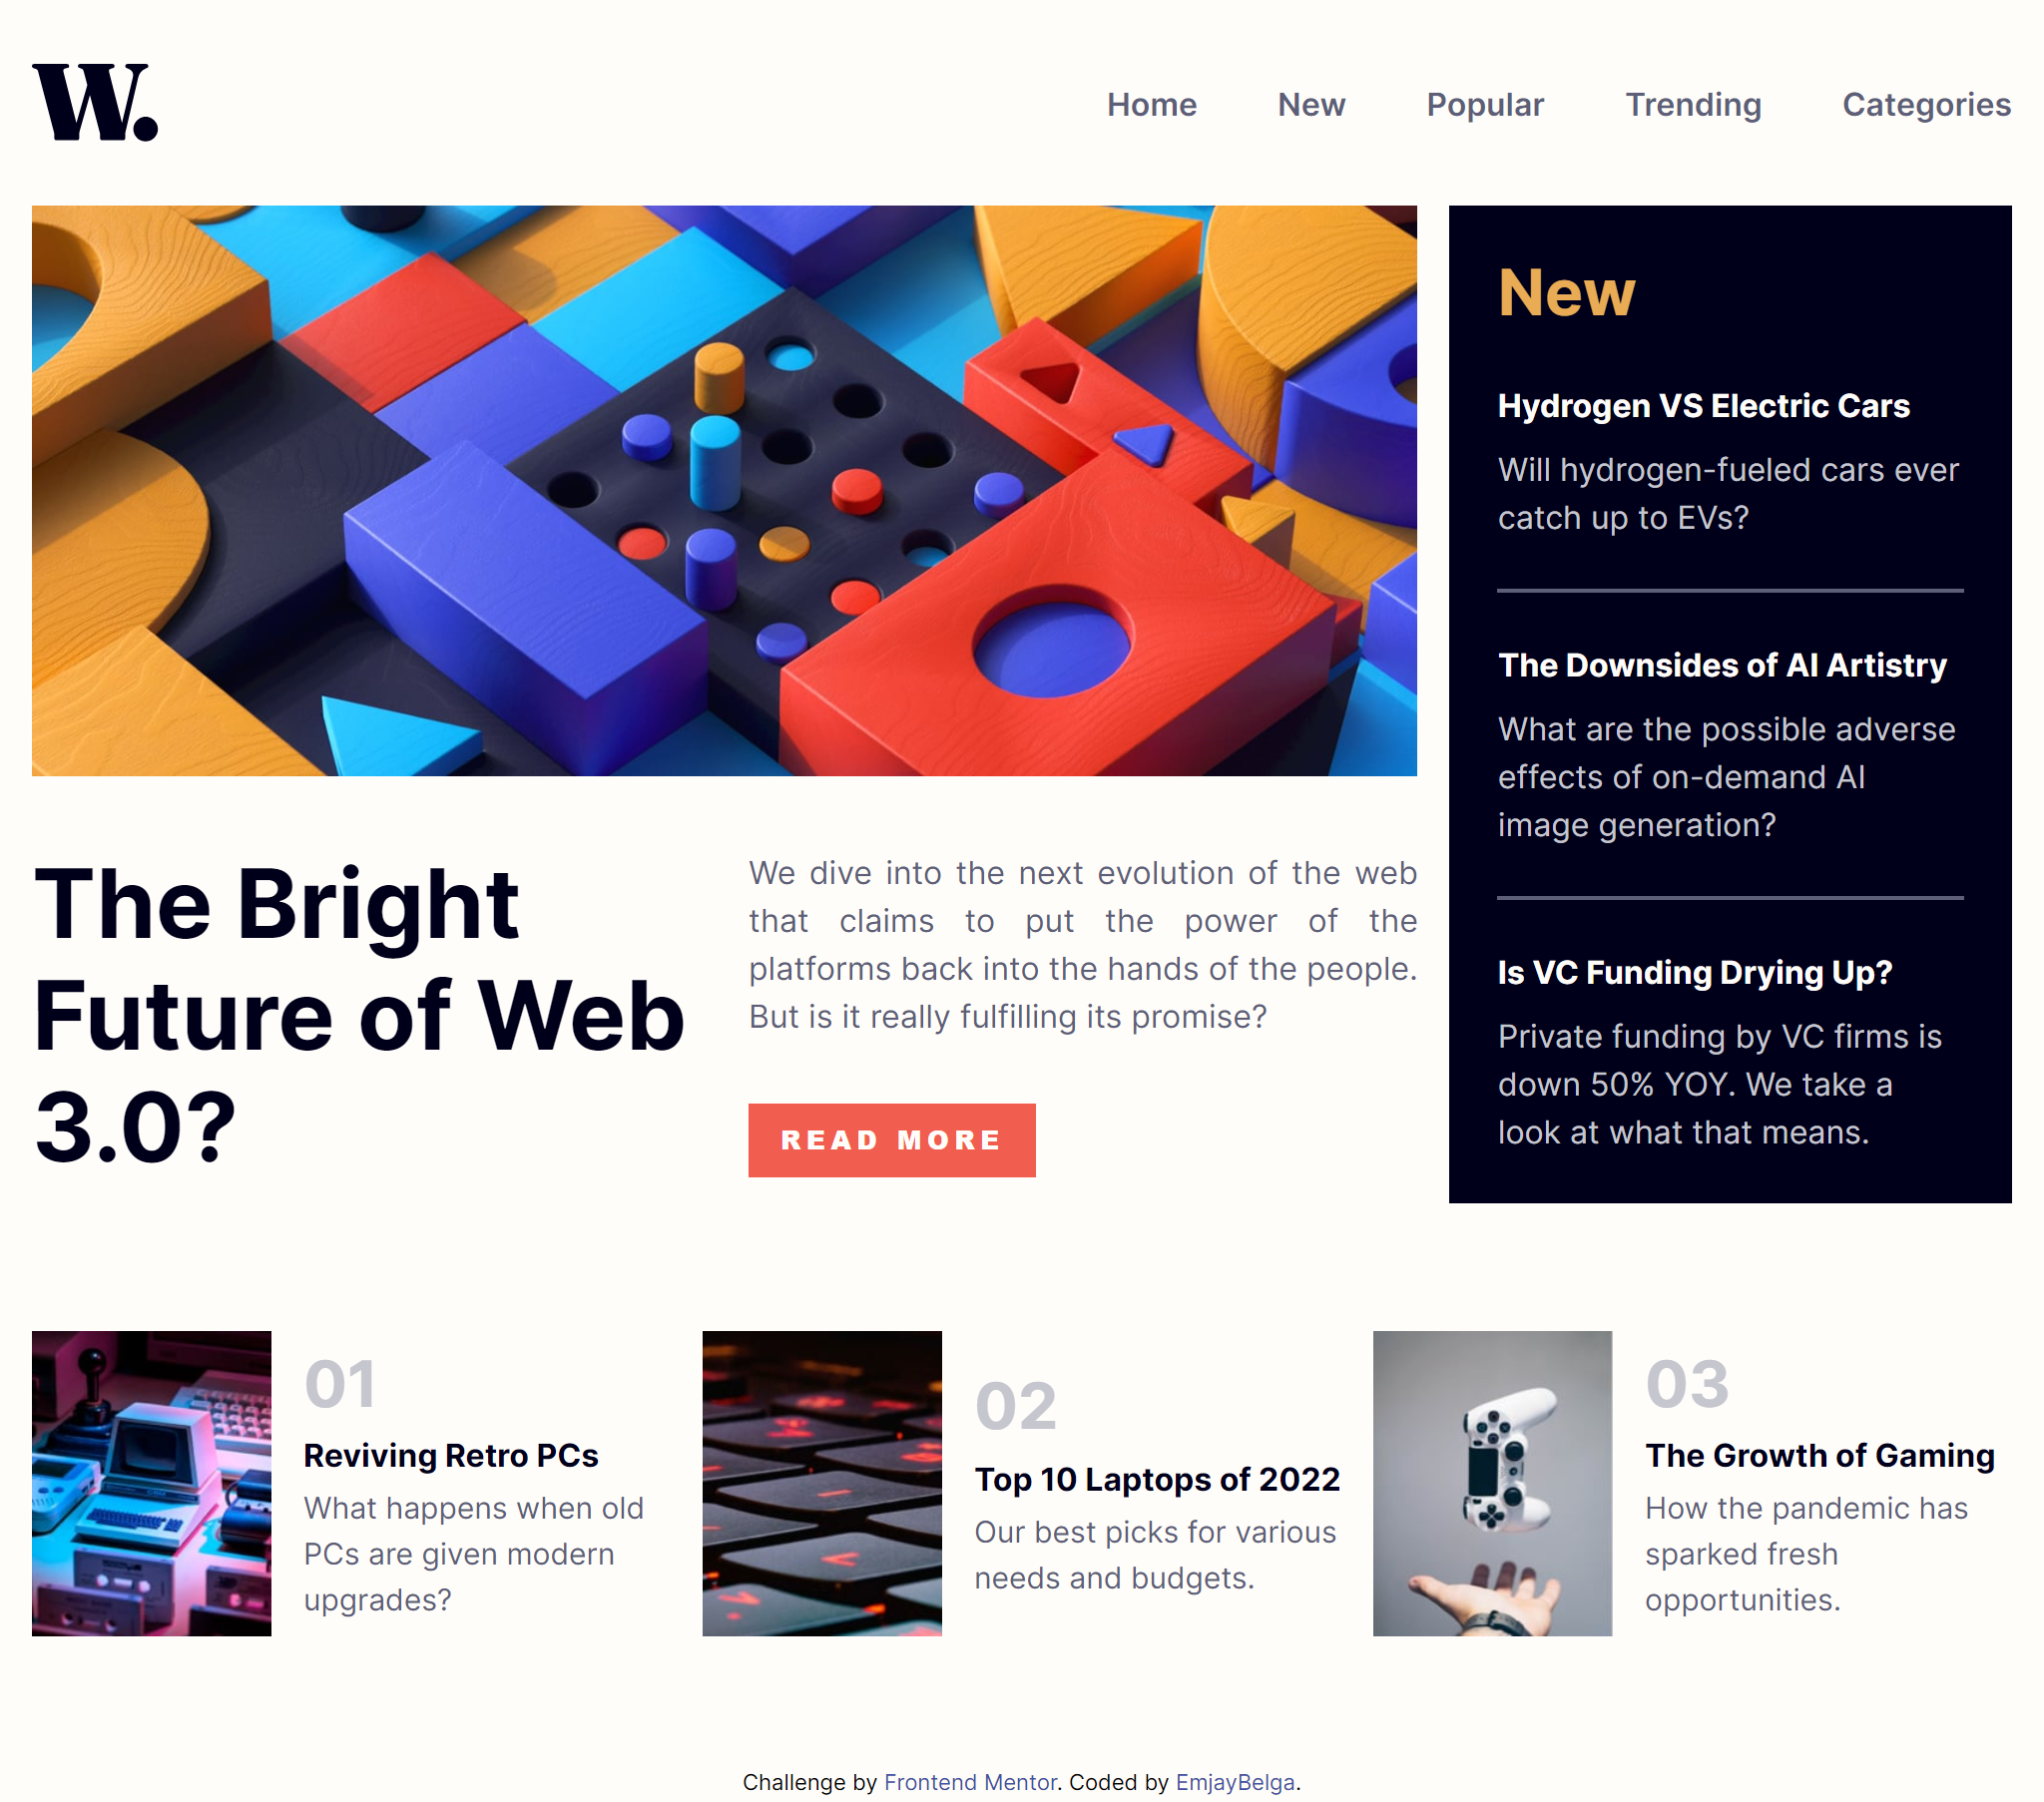 W.
Home New Popular Trending Categories
The Bright
Future of Web
3.0?
We dive into the next evolution of the web
that claims to put the power of the
platforms back into the hands of the people.
But is it really fulfilling its promise?
READ MORE
New
Hydrogen VS Electric Cars
Will hydrogen-fueled cars ever
catch up to EVs?
The Downsides of AI Artistry
What are the possible adverse
effects of on-demand AI
image generation?
Is VC Funding Drying Up?
Private funding by VC firms is
down 50% YOY. We take a
look at what that means.
01
Reviving Retro PCs
What happens when old
PCs are given modern
upgrades?
02
Top 10 Laptops of 2022
Our best picks for various
needs and budgets.
03
The Growth of Gaming
How the pandemic has
sparked fresh
opportunities.
Challenge by Frontend Mentor. Coded by EmjayBelga.